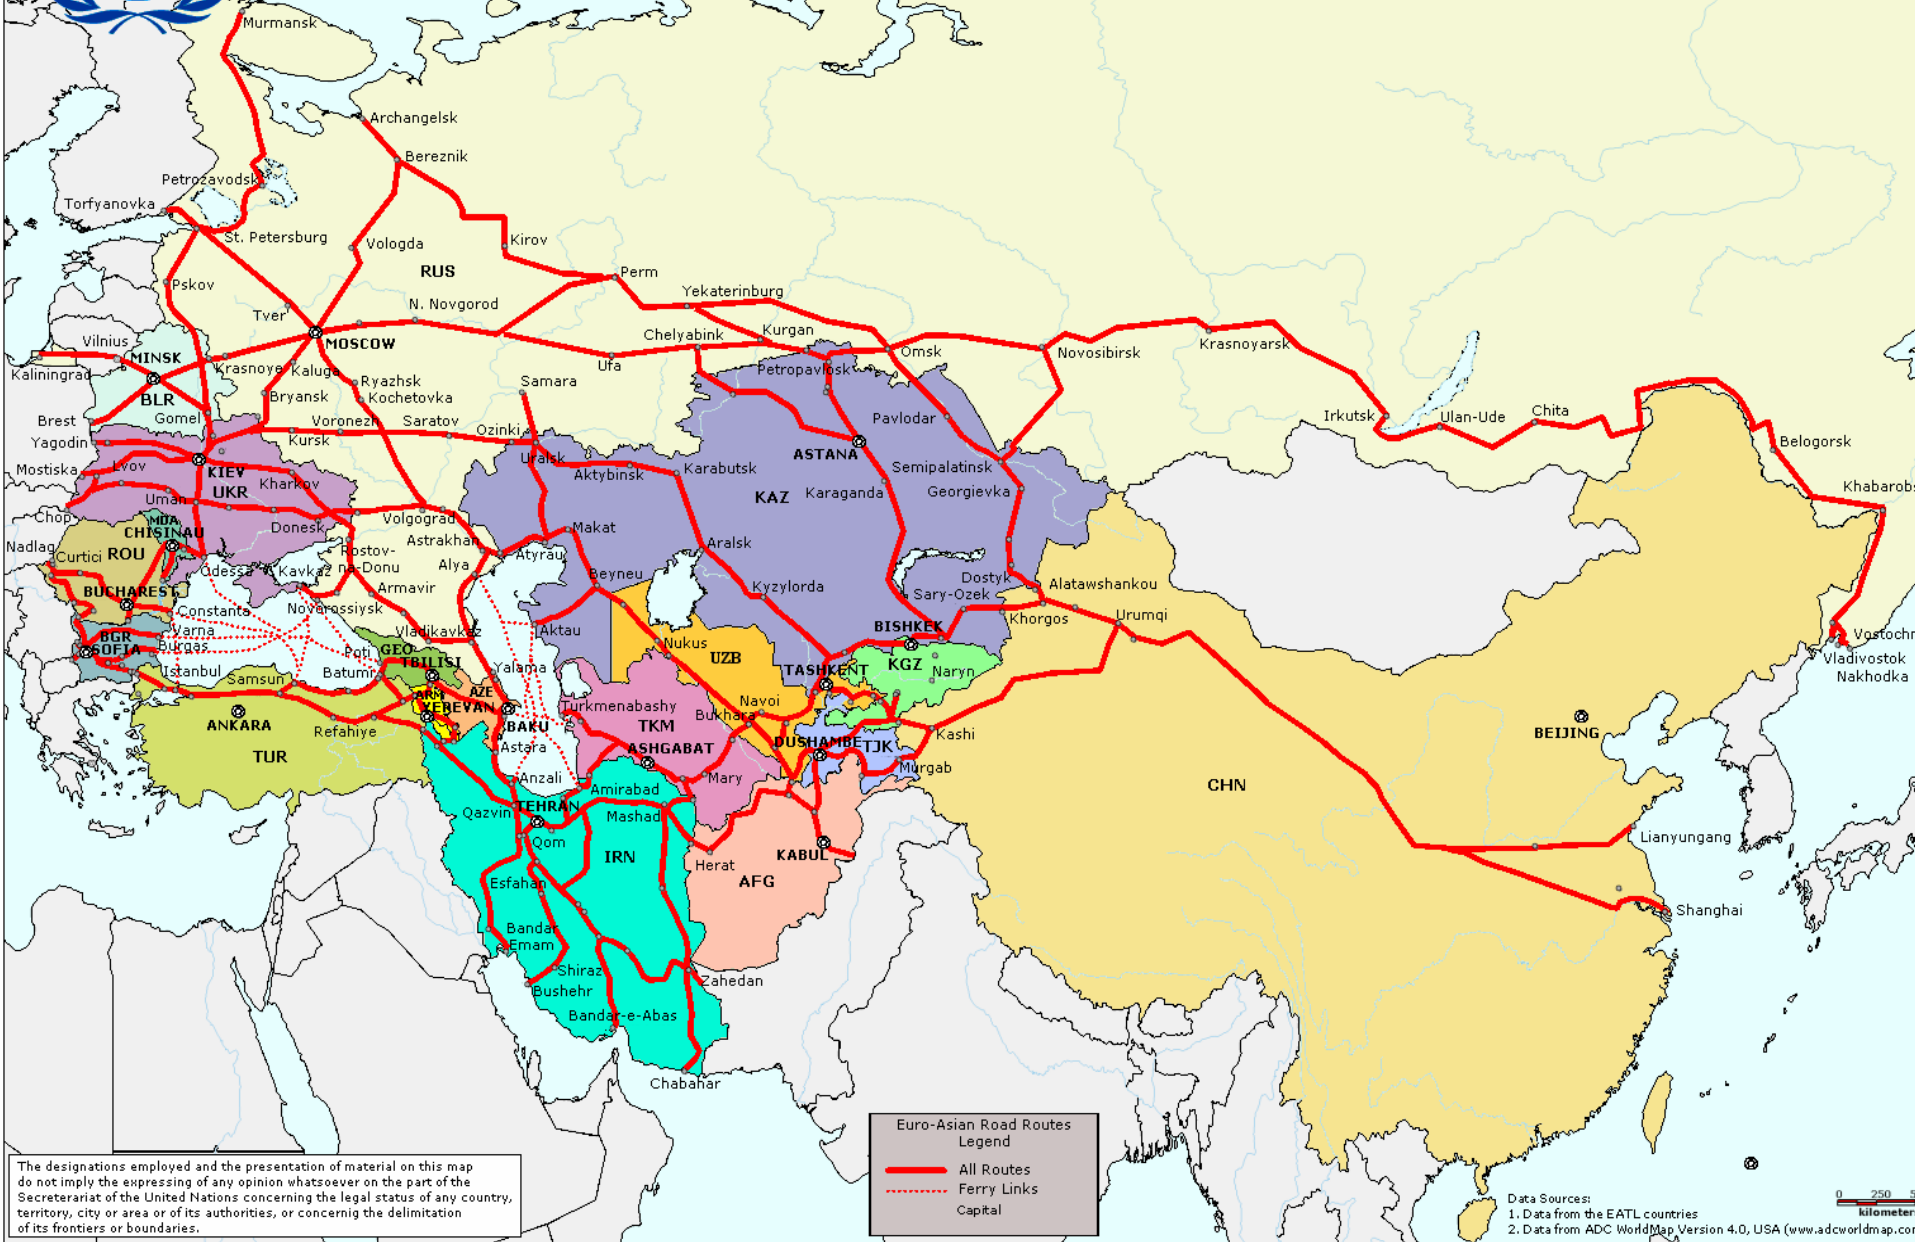 Murmansk
Archangelsk
Bereznik
Petrozavodsk
Torfyanovka
St. Petersburg
Vologda
Kirov
RUS
Perm
Pskov
Yekaterinburg
N. Novgorod
Tver'
Chelyabink
Kurgan
MOSCOW
Vilnius
Omsk
Novosibirsk
Krasnoyarsk
MINSK
Ufa
Kaliningrad
Krasnoye
Kaluga
Petropavlosk
Ryazhsk
Samara
BLR
Bryansk
Kochetovka
Brest
Gomel
Voronezh
Saratov
Pavlodar
Irkutsk
Ulan-Ude
Chita
Ozinki
Yagodin
Kursk
Belogorsk
ASTANA
Uralsk
Mostiska
Lvov
KIEV
Aktybinsk
Karabutsk
Semipalatinsk
Kharkov
UKR
KAZ
Karaganda
Georgievka
Khabarobs
Uman
Chop
MDA
Volgograd
Donesk
Makat
CHISINAU
Astrakhan
Aralsk
Nadlag
Curtici
ROU
Rostov-
na-Donu
Atyrau
Alya
Odessa
Kavkaz
Beyneu
Dostyk
Alatawshankou
BUCHAREST
Armavir
Kyzylorda
Sary-Ozek
Constanta
Novorossiysk
Khorgos
Urumqi
Varna
Vladikavkaz
Aktau
BISHKEK
BGR
SOFIA
Burgas
Poti
GEO
Nukus
UZB
Vostochn
TBILISI
Yalama
KGZ
Vladivostok
Istanbul
Samsun
Batumir
TASHKENT
Naryn
Nakhodka
ARM
AZE
YEREVAN
Turkmenabashy
Navoi
ANKARA
Refahiye
BAKU
TKM
Bukhara
BEIJING
Kashi
TUR
Astara
ASHGABAT
DUSHAMBE
TJK
Anzali
Amirabad
Mary
Murgab
CHN
Qazvin
TEHRAN
Mashad
Lianyungang
Qom
IRN
Herat
KABUL
AFG
Esfahan
Shanghai
Bandar
Emam
Shiraz
Bushehr
Zahedan
Bandar-e-Abas
Chabahar
Euro-Asian Road Routes
Legend
All Routes
Ferry Links
Capital
The designations employed and the presentation of material on this map
do not imply the expressing of any opinion whatsoever on the part of the
Secreterariat of the United Nations concerning the legal status of any country,
territory, city or area or of its authorities, or concernig the delimitation
of its frontiers or boundaries.
Data Sources:
1. Data from the EATL countries
2. Data from ADC WorldMap Version 4.0, USA (www.adcworldmap.com
0 250 5
kilometers